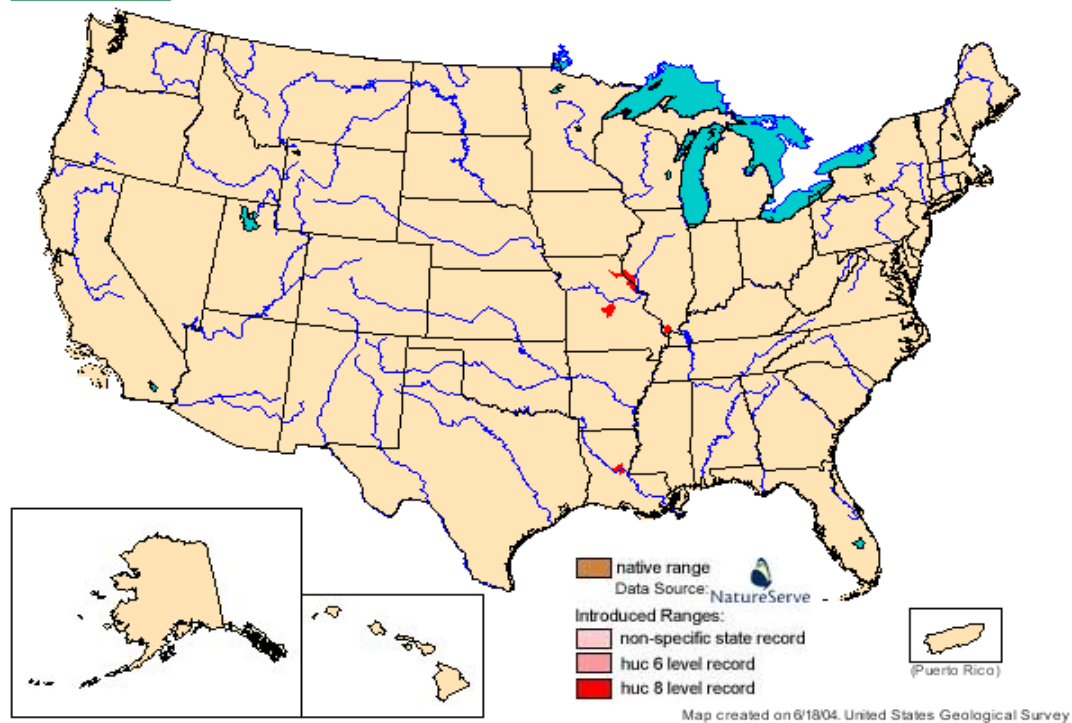 native range
Data Source: NatureServe
Introduced Ranges:
non-specific state record
huc 6 level record
huc 8 level record
(Puerto Rico)
Map created on 6/18/04. United States Geological Survey